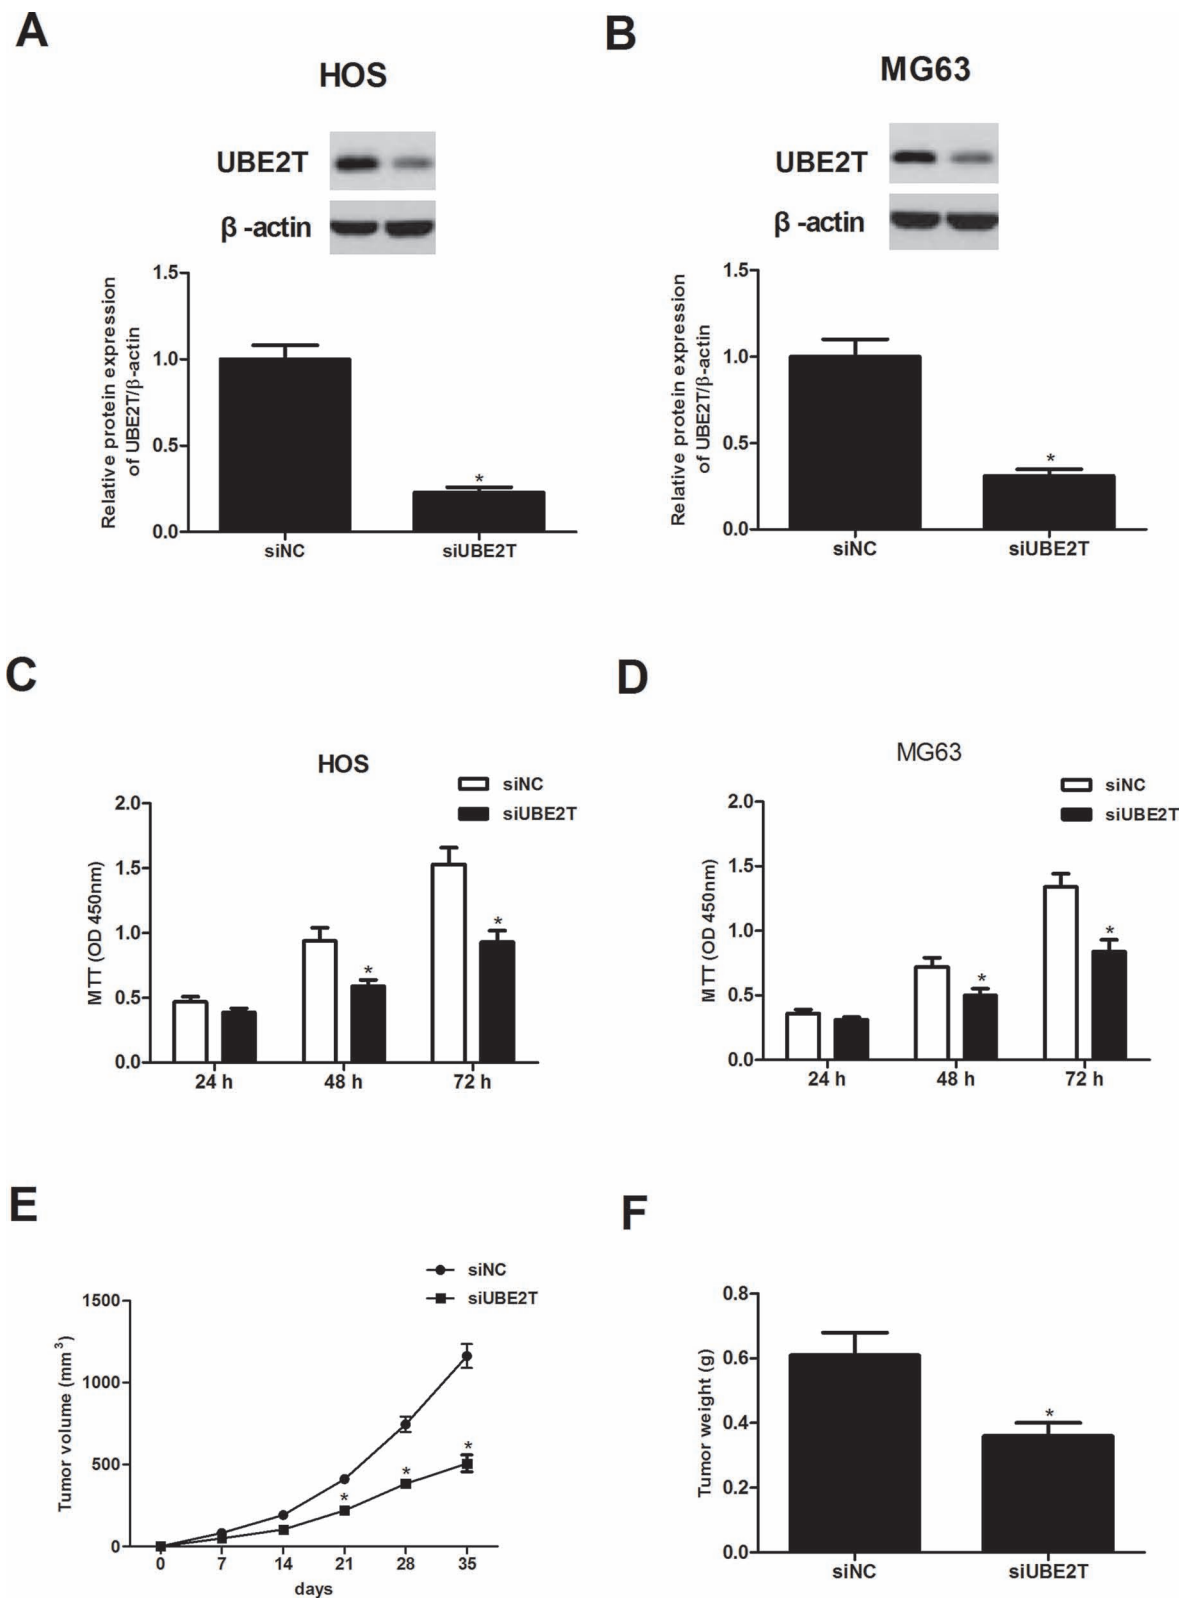 A
HOS
UBE2T
β -actin
Relative protein expression
of UBE2T/β-actin
1.5
1.0
0.5
0.0
*
siNC
siUBE2T
B
MG63
UBE2T
β -actin
Relative protein expression
of UBE2T/β-actin
1.5
1.0
0.5
0.0
*
siNC
siUBE2T
C
HOS
siNC
siUBE2T
MTT (OD 450nm)
2.0
1.5
1.0
0.5
0.0
*
*
24 h
48 h
72 h
D
MG63
siNC
siUBE2T
MTT (OD 450nm)
2.0
1.5
1.0
0.5
0.0
*
*
24 h
48 h
72 h
E
siNC
siUBE2T
Tumor volume (mm³)
1500
1000
500
0
*
*
*
0
7
14
21
28
35
days
F
Tumor weight (g)
0.8
0.6
0.4
0.2
0.0
*
siNC
siUBE2T